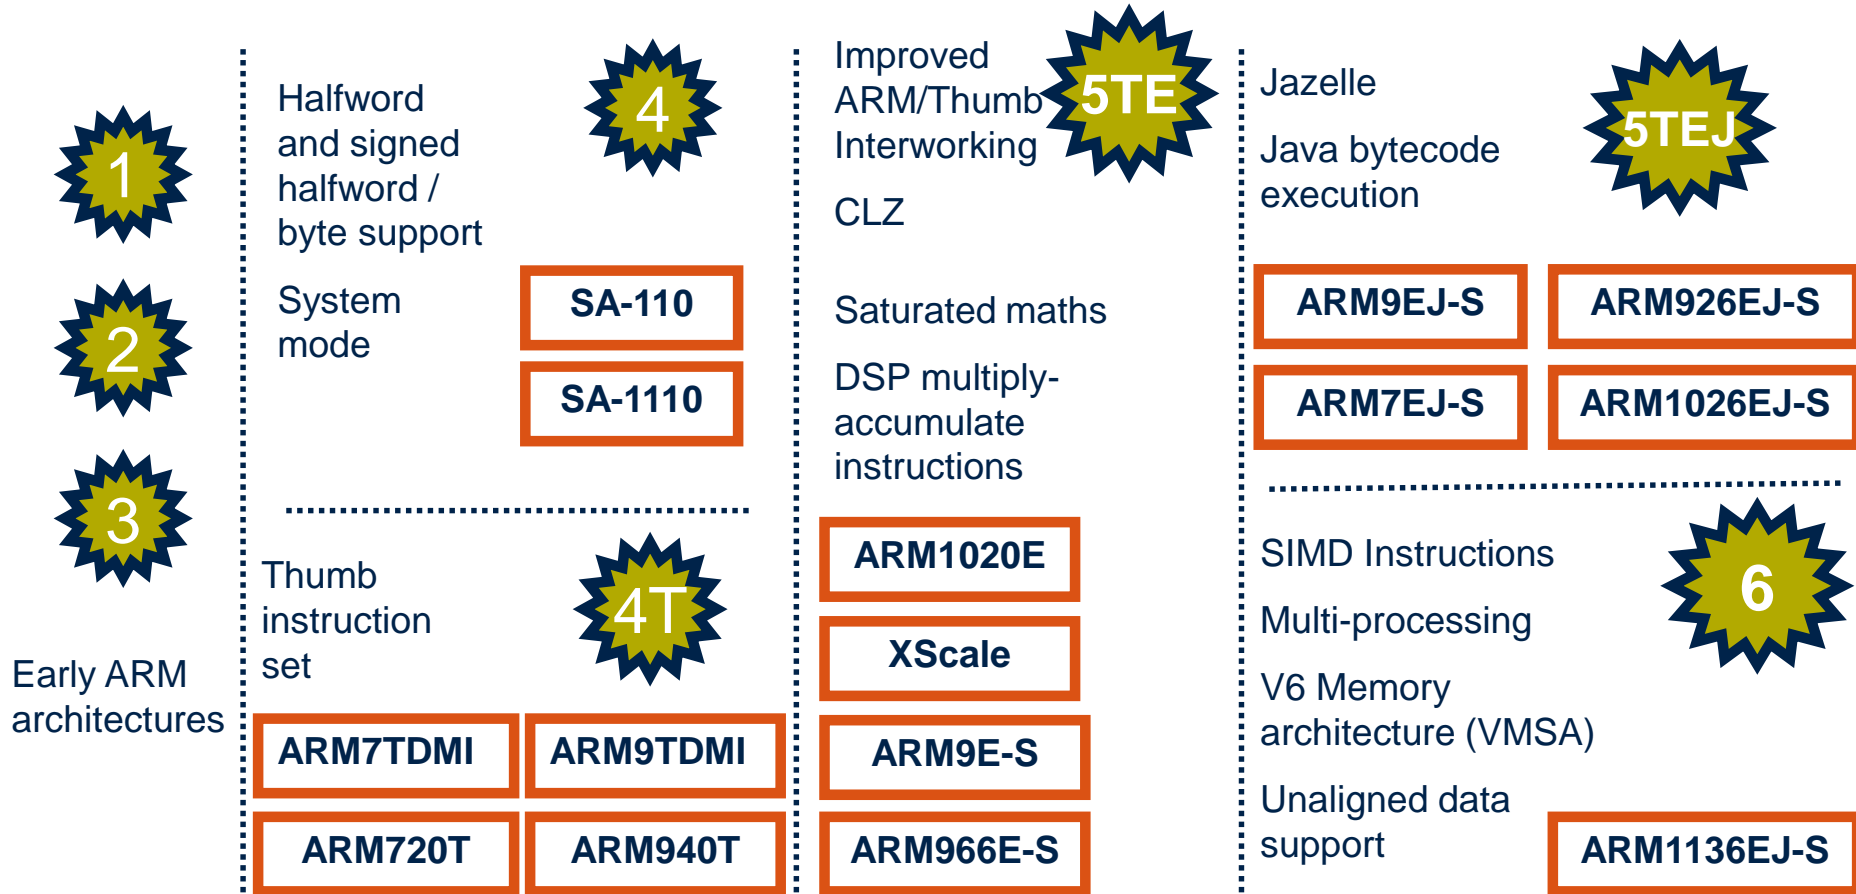 1
2
3
Early ARM
architectures
Halfword
and signed
halfword /
byte support
System
mode
4
SA-110
SA-1110
Thumb
instruction
set
4T
ARM7TDMI
ARM9TDMI
ARM720T
ARM940T
Improved
ARM/Thumb
Interworking
5TE
CLZ
Saturated maths
DSP multiply-
accumulate
instructions
ARM1020E
XScale
ARM9E-S
ARM966E-S
Jazelle
Java bytecode
execution
5TEJ
ARM9EJ-S
ARM926EJ-S
ARM7EJ-S
ARM1026EJ-S
SIMD Instructions
Multi-processing
V6 Memory
architecture (VMSA)
Unaligned data
support
6
ARM1136EJ-S